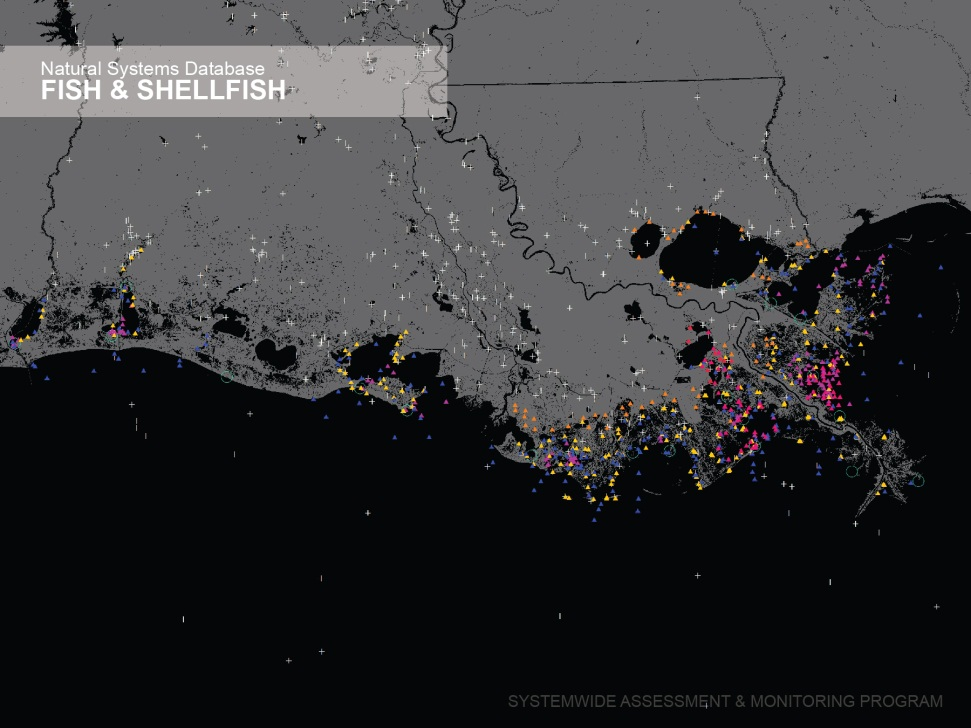 Natural Systems Database
FISH & SHELLFISH
SYSTEMWIDE ASSESSMENT & MONITORING PROGRAM